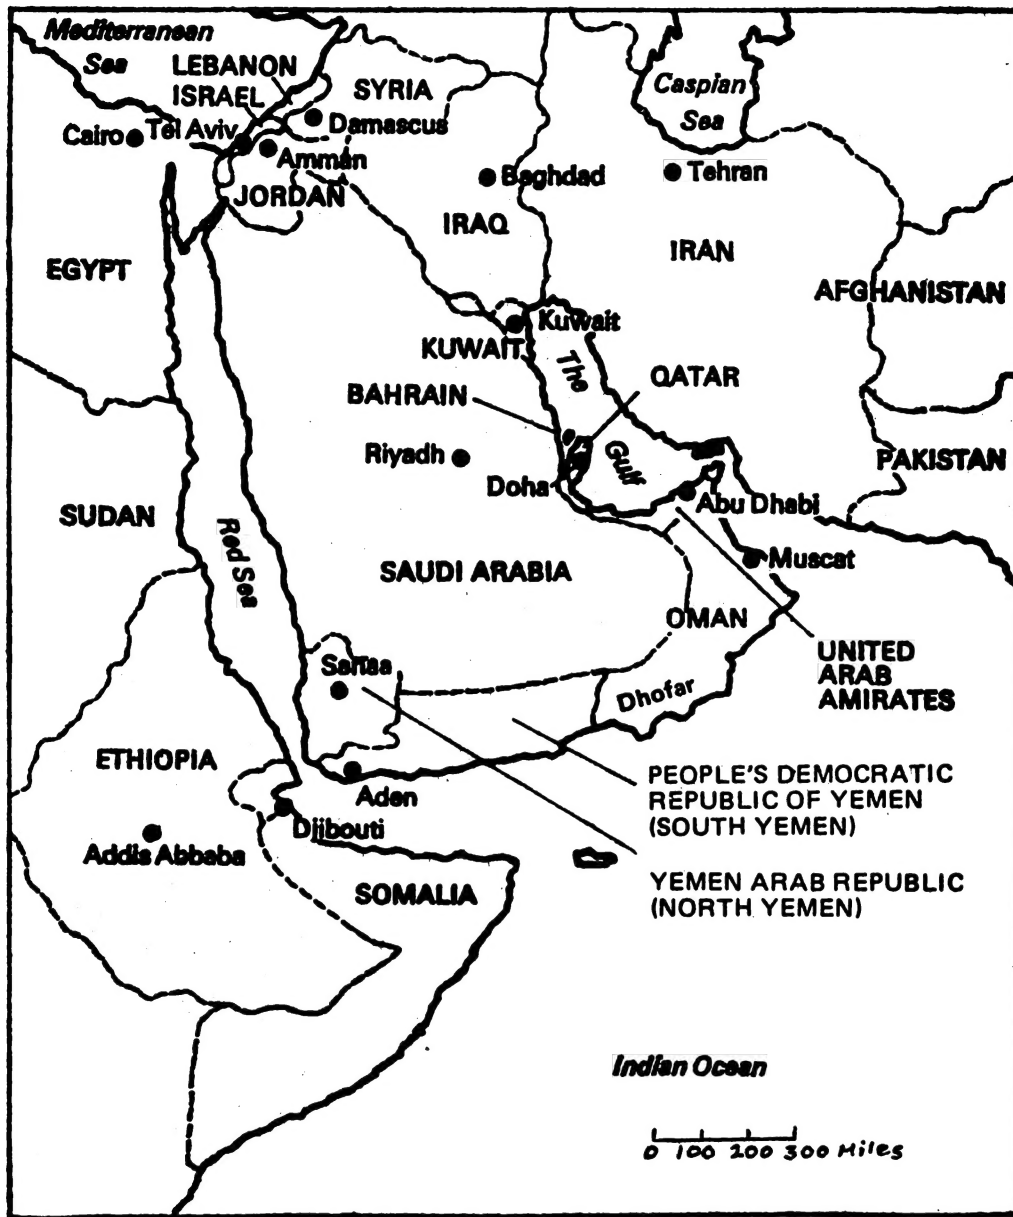 Mediterranean
Sea
LEBANON
ISRAEL
SYRIA
Caspian
Sea
Cairo
Tel Aviv
Damascus
Amman
Baghdad
Tehran
JORDAN
IRAQ
IRAN
EGYPT
AFGHANISTAN
Kuwait
KUWAIT
The
Gulf
QATAR
BAHRAIN
Riyadh
Doha
PAKISTAN
Abu Dhabi
SUDAN
Red Sea
Muscat
SAUDI ARABIA
OMAN
UNITED
ARAB
AMIRATES
Sanaa
Dhofar
ETHIOPIA
PEOPLE'S DEMOCRATIC
REPUBLIC OF YEMEN
(SOUTH YEMEN)
Aden
Djibouti
Addis Abbaba
SOMALIA
YEMEN ARAB REPUBLIC
(NORTH YEMEN)
Indian Ocean
0 100 200 300 Miles